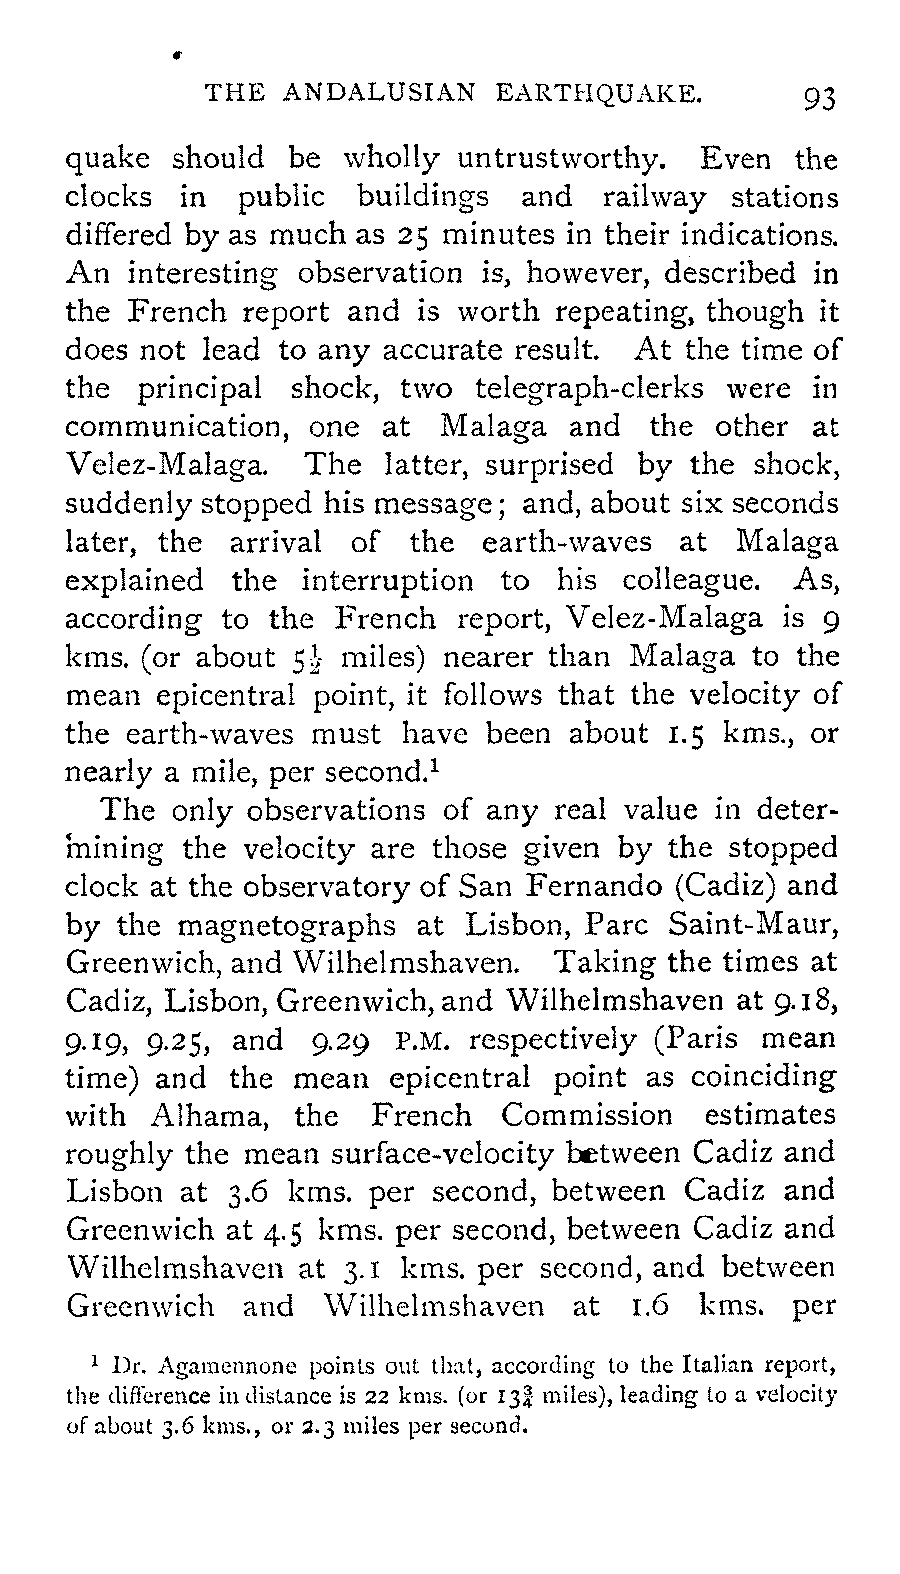 THE ANDALUSIAN EARTHQUAKE. 93
quake should be wholly untrustworthy. Even the
clocks in public buildings and railway stations
differed by as much as 25 minutes in their indications.
An interesting observation is, however, described in
the French report and is worth repeating, though it
does not lead to any accurate result. At the time of
the principal shock, two telegraph-clerks were in
communication, one at Malaga and the other at
Velez-Malaga. The latter, surprised by the shock,
suddenly stopped his message; and, about six seconds
later, the arrival of the earth-waves at Malaga
explained the interruption to his colleague. As,
according to the French report, Velez-Malaga is 9
kms. (or about 5½ miles) nearer than Malaga to the
mean epicentral point, it follows that the velocity of
the earth-waves must have been about 1.5 kms., or
nearly a mile, per second.¹
The only observations of any real value in deter-
mining the velocity are those given by the stopped
clock at the observatory of San Fernando (Cadiz) and
by the magnetographs at Lisbon, Parc Saint-Maur,
Greenwich, and Wilhelmshaven. Taking the times at
Cadiz, Lisbon, Greenwich, and Wilhelmshaven at 9.18,
9.19, 9.25, and 9.29 P.M. respectively (Paris mean
time) and the mean epicentral point as coinciding
with Alhama, the French Commission estimates
roughly the mean surface-velocity between Cadiz and
Lisbon at 3.6 kms. per second, between Cadiz and
Greenwich at 4.5 kms. per second, between Cadiz and
Wilhelmshaven at 3.1 kms. per second, and between
Greenwich and Wilhelmshaven at 1.6 kms. per
¹ Dr. Agamennone points out that, according to the Italian report,
the difference in distance is 22 kms. (or 13¾ miles), leading to a velocity
of about 3.6 kms., or 2.3 miles per second.